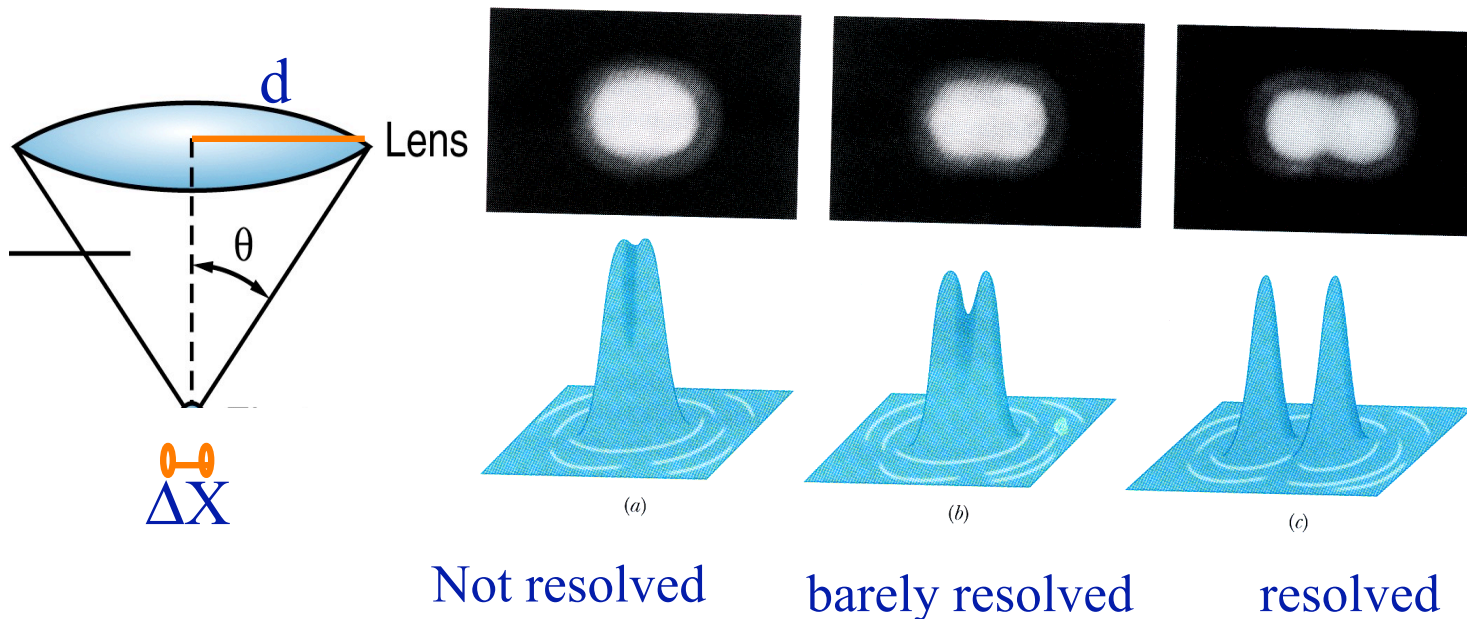 d
Lens
θ
ΔX
(a)
(b)
(c)
Not resolved
barely resolved
resolved